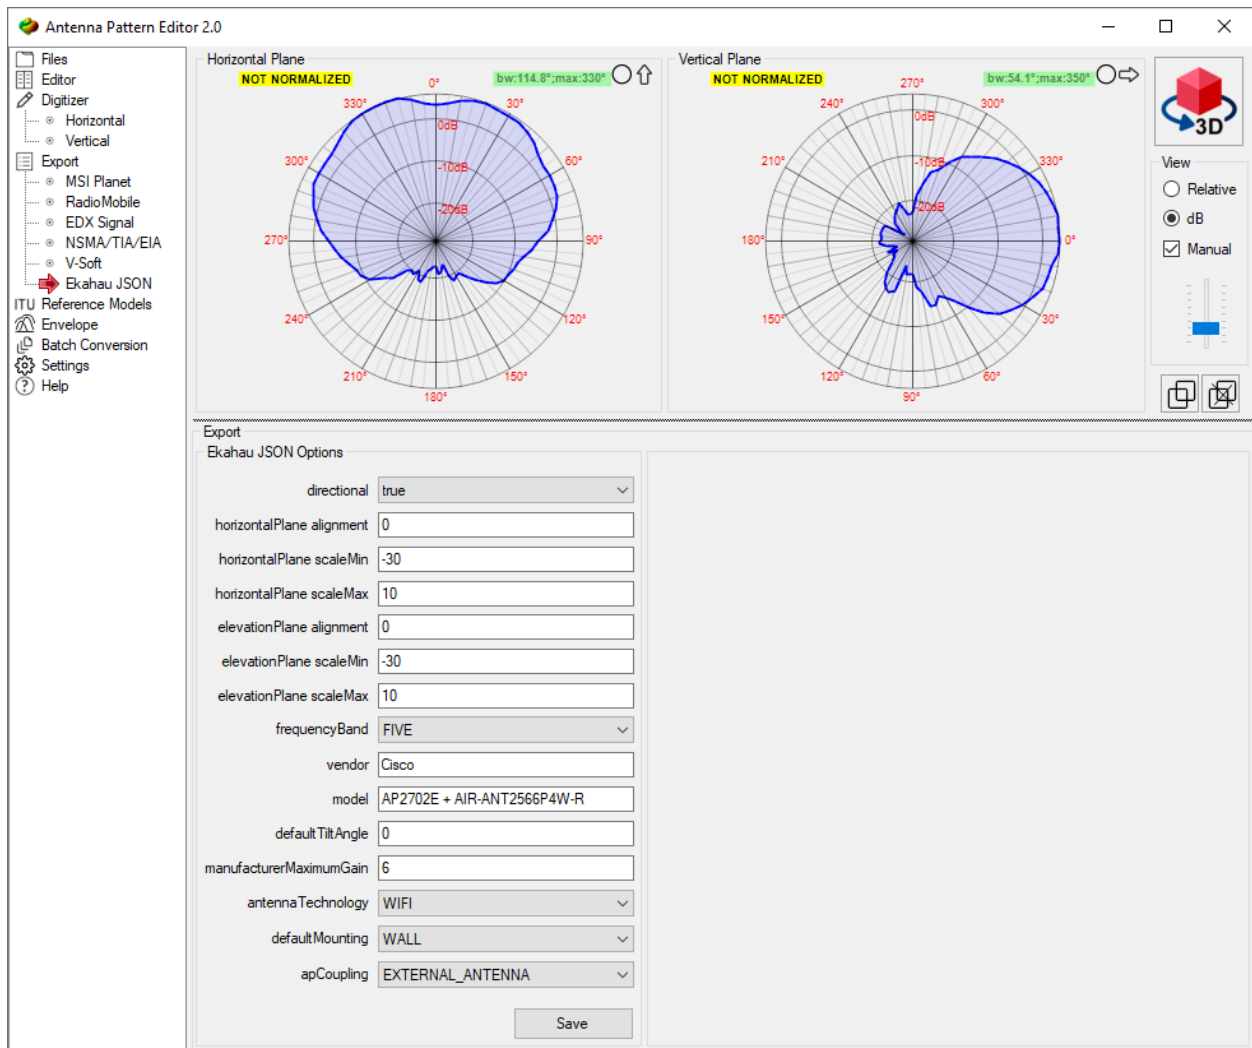 Antenna Pattern Editor 2.0
Files
Editor
Digitizer
Horizontal
Vertical
Export
MSI Planet
RadioMobile
EDX Signal
NSMA/TIA/EIA
V-Soft
Ekahau JSON
ITU Reference Models
Envelope
Batch Conversion
Settings
? Help
Horizontal Plane
NOT NORMALIZED
bw:114.8°;max:330°
0°
330°
30°
0dB
300°
60°
-10dB
-20dB
270°
90°
240°
120°
210°
150°
180°
Vertical Plane
NOT NORMALIZED
bw:54.1°;max:350°
270°
240°
300°
0dB
210°
330°
-10dB
-20dB
180°
0°
150°
30°
120°
60°
90°
3D
View
Relative
dB
Manual
Export
Ekahau JSON Options
directional true
horizontalPlane alignment 0
horizontalPlane scaleMin -30
horizontalPlane scaleMax 10
elevationPlane alignment 0
elevationPlane scaleMin -30
elevationPlane scaleMax 10
frequencyBand FIVE
vendor Cisco
model AP2702E + AIR-ANT2566P4W-R
defaultTiltAngle 0
manufacturerMaximumGain 6
antennaTechnology WIFI
defaultMounting WALL
apCoupling EXTERNAL_ANTENNA
Save